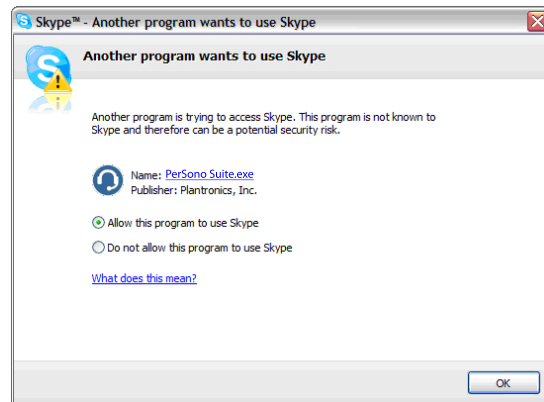 Skype™ - Another program wants to use Skype
Another program wants to use Skype
Another program is trying to access Skype. This program is not known to
Skype and therefore can be a potential security risk.
Name: PerSono Suite.exe
Publisher: Plantronics, Inc.
Allow this program to use Skype
Do not allow this program to use Skype
What does this mean?
OK